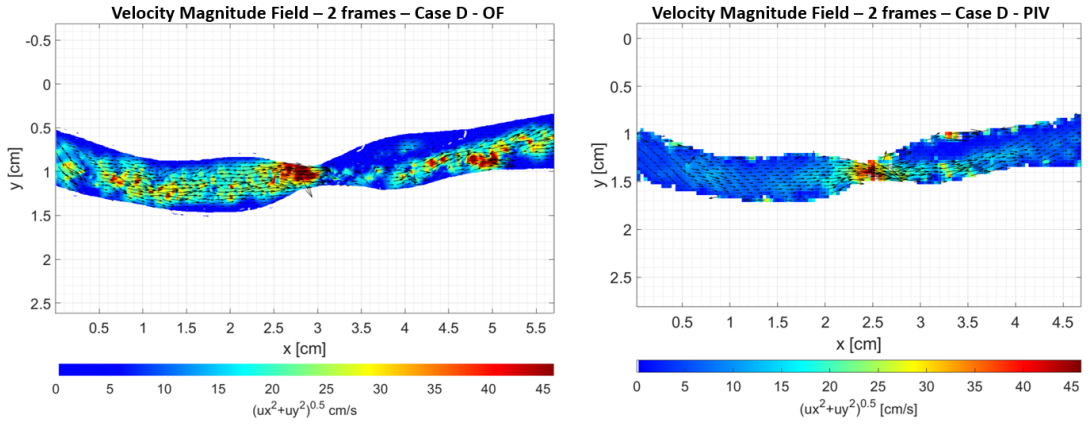 Velocity Magnitude Field – 2 frames – Case D - OF
-0.5
0
0.5
1
1.5
2
2.5
y [cm]
0.5 1 1.5 2 2.5 3 3.5 4 4.5 5 5.5
x [cm]
0 5 10 15 20 25 30 35 40 45
(ux²+uy²)^0.5 cm/s
Velocity Magnitude Field – 2 frames – Case D - PIV
0
0.5
1
1.5
2
2.5
y [cm]
0.5 1 1.5 2 2.5 3 3.5 4 4.5
x [cm]
0 5 10 15 20 25 30 35 40 45
(ux²+uy²)^0.5 [cm/s]